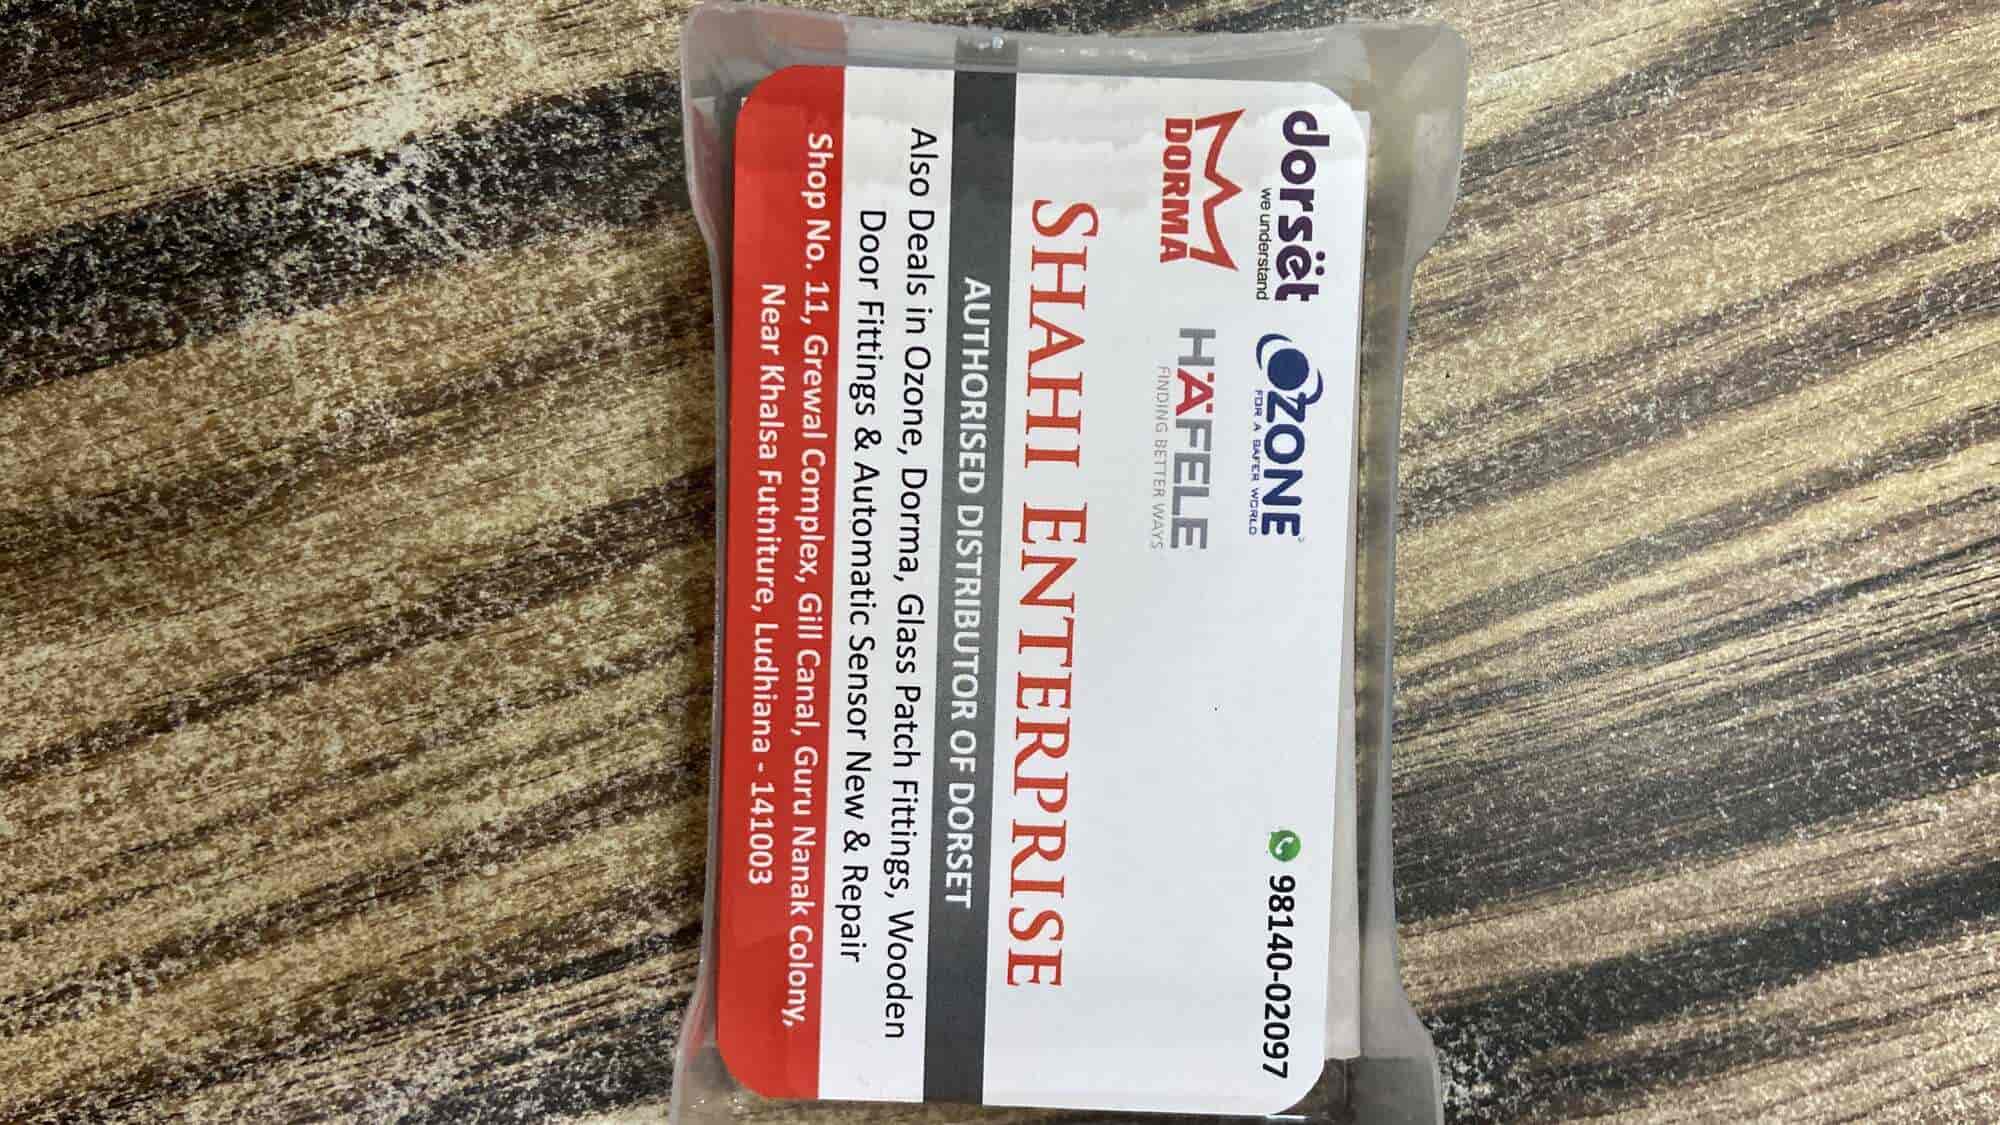 dorsët
we understand
OZONE
FOR A SAFER WORLD
98140-02097
DORMA
HÄFELE
FINDING BETTER WAYS
SHAHI ENTERPRISE
AUTHORISED DISTRIBUTOR OF DORSET
Also Deals in Ozone, Dorma, Glass Patch Fittings, Wooden
Door Fittings & Automatic Sensor New & Repair
Shop No. 11, Grewal Complex, Gill Canal, Guru Nanak Colony,
Near Khalsa Futniture, Ludhiana - 141003